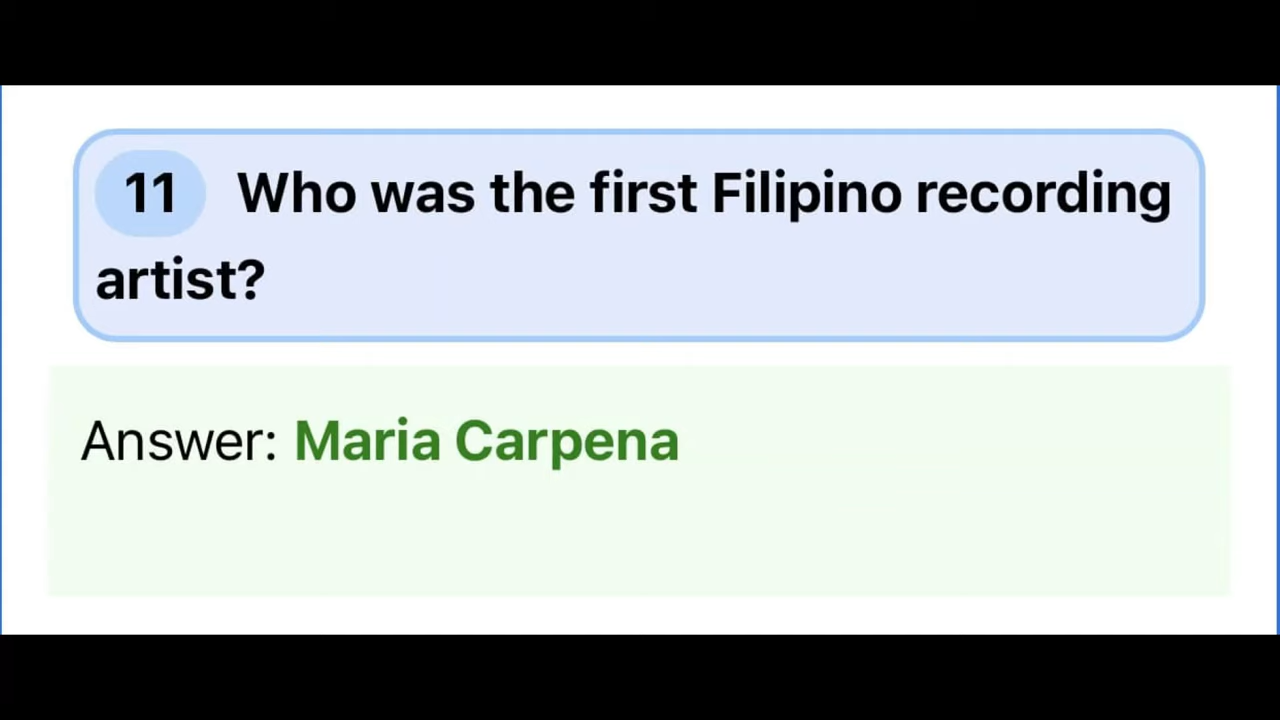 11 Who was the first Filipino recording
artist?
Answer: Maria Carpena